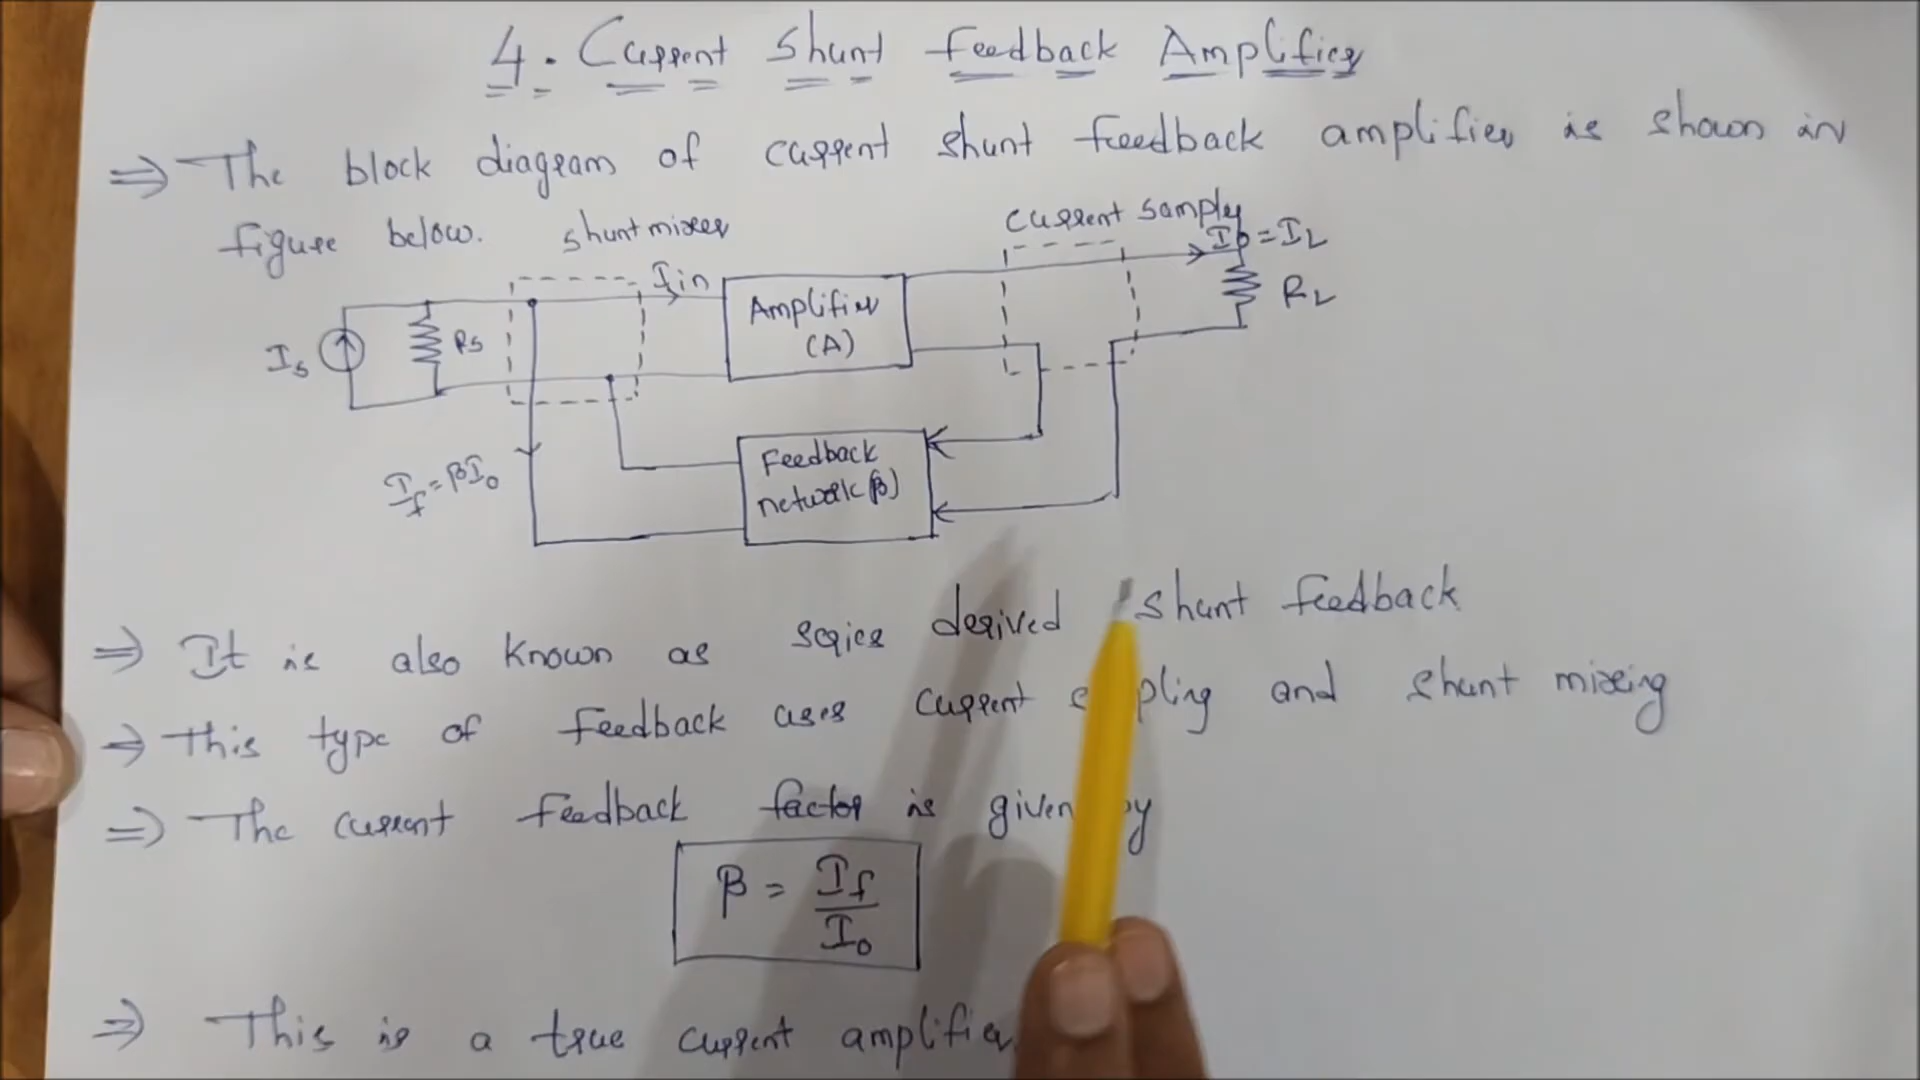 4. Current Shunt Feedback Amplifier
⇒ The block diagram of current shunt feedback amplifier is shown in
figure below.
shunt mixer
current sampler
Iin
Io = IL
Is
Rs
Amplifier
(A)
RL
If = βIo
Feedback
network (β)
⇒ It is also known as series derived shunt feedback
⇒ This type of feedback uses current and shunt mixing
⇒ The current feedback factor is given by
β = If / Io
⇒ This is a true current amplifier